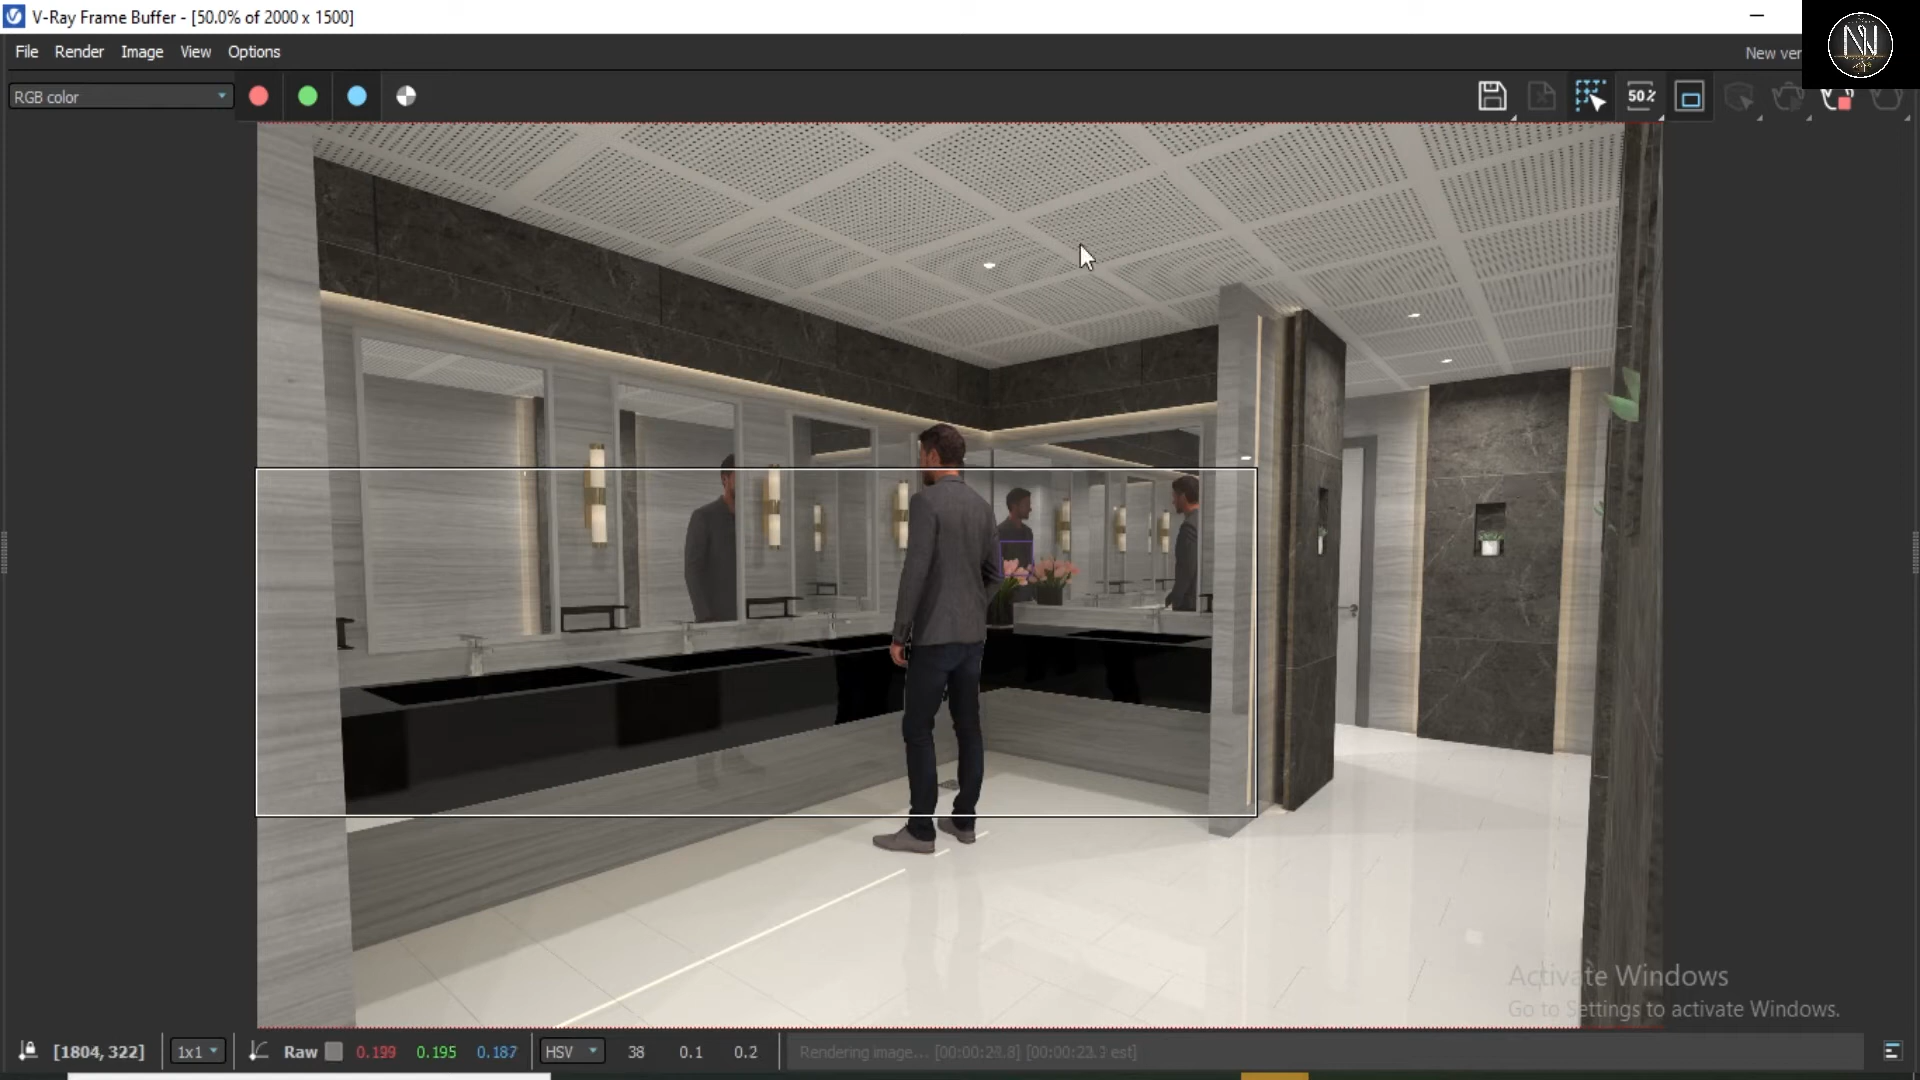 V-Ray Frame Buffer - [50.0% of 2000 x 1500]
File Render Image View Options
New ver
RGB color
50%
Activate Windows
Go to Settings to activate Windows.
[1804, 322] 1x1 Raw 0.199 0.195 0.187 HSV 38 0.1 0.2 Rendering image...